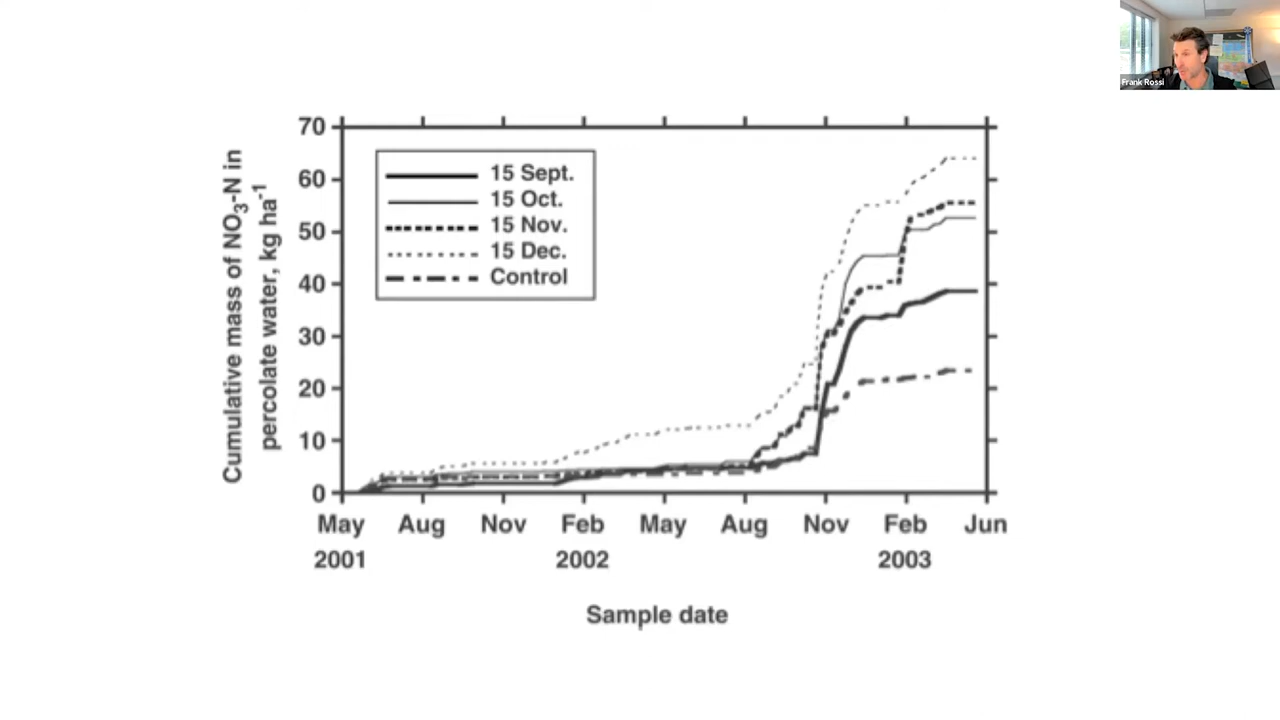 Frank Rossi
70
60
50
40
30
20
10
0
Cumulative mass of NO3-N in
percolate water, kg ha-1
15 Sept.
15 Oct.
15 Nov.
15 Dec.
Control
May Aug Nov Feb May Aug Nov Feb Jun
2001 2002 2003
Sample date